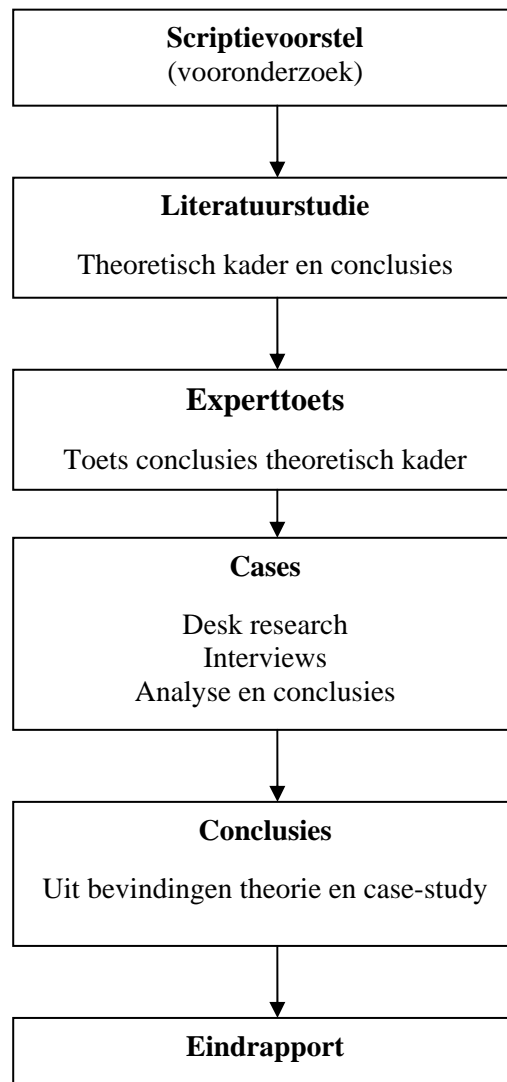 Scriptievoorstel
(vooronderzoek)
Literatuurstudie
Theoretisch kader en conclusies
Experttoets
Toets conclusies theoretisch kader
Cases
Desk research
Interviews
Analyse en conclusies
Conclusies
Uit bevindingen theorie en case-study
Eindrapport